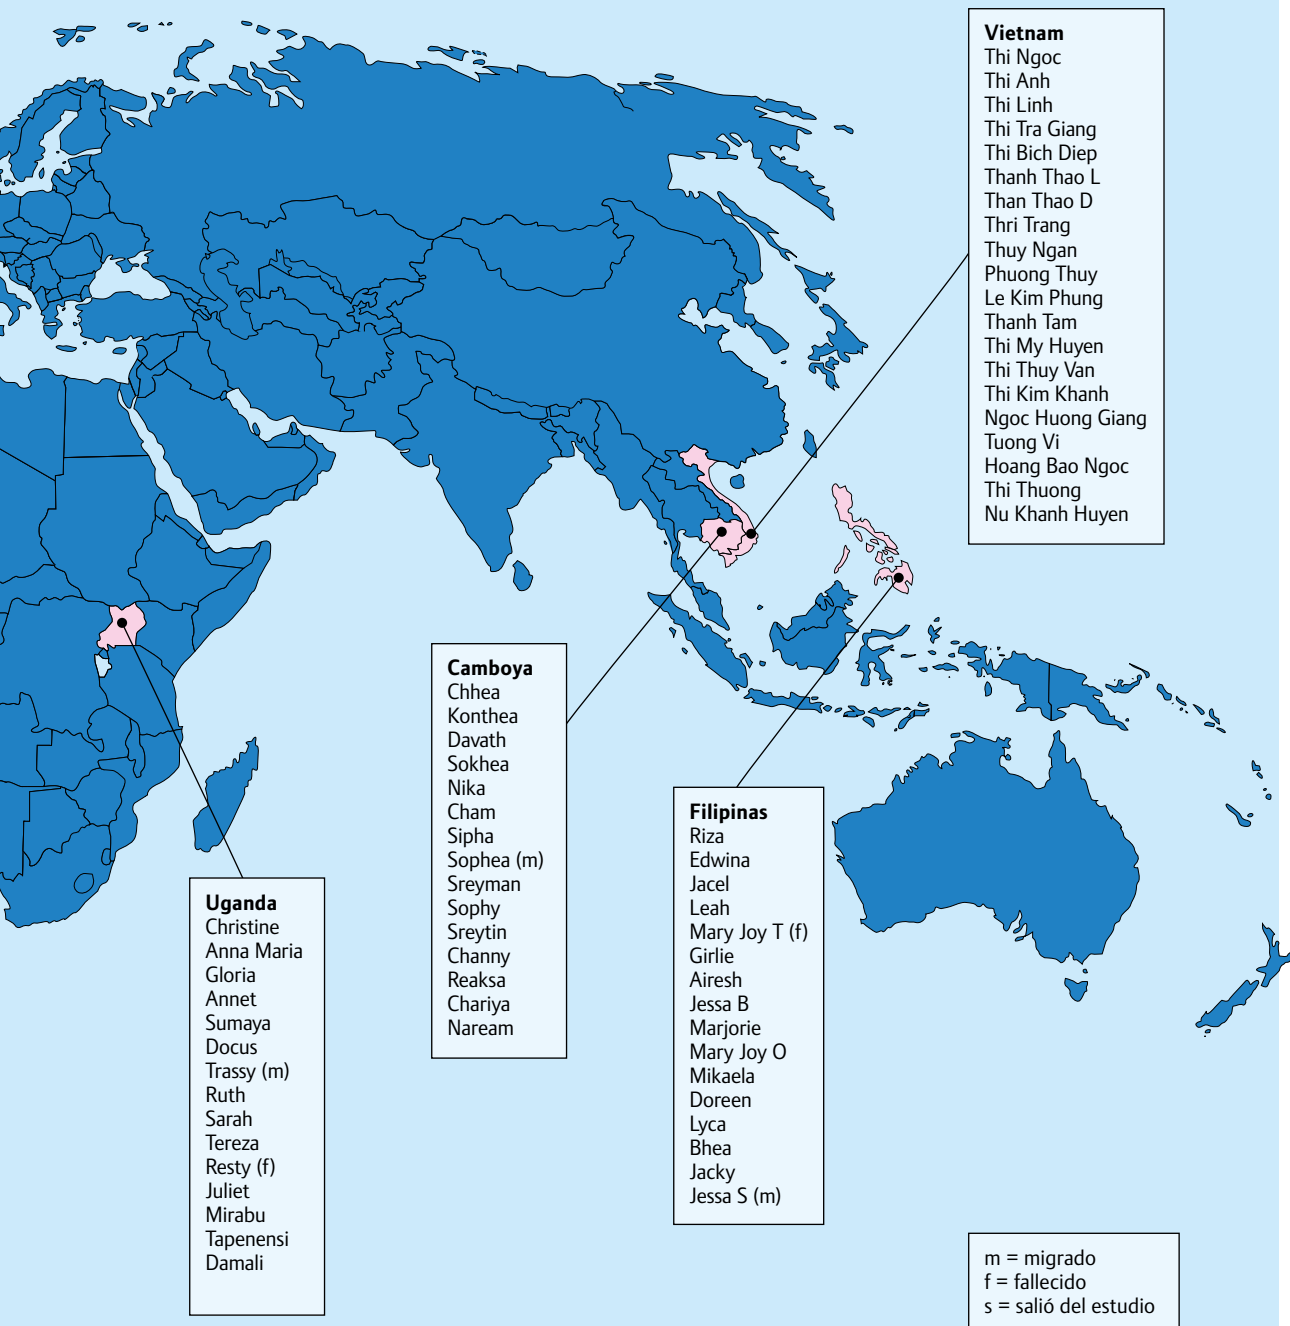 Vietnam
Thi Ngoc
Thi Anh
Thi Linh
Thi Tra Giang
Thi Bich Diep
Thanh Thao L
Than Thao D
Thri Trang
Thuy Ngan
Phuong Thuy
Le Kim Phung
Thanh Tam
Thi My Huyen
Thi Thuy Van
Thi Kim Khanh
Ngoc Huong Giang
Tuong Vi
Hoang Bao Ngoc
Thi Thuong
Nu Khanh Huyen
Camboya
Chhea
Konthea
Davath
Sokhea
Nika
Cham
Sipha
Sophea (m)
Sreyman
Sophy
Sreytin
Channy
Reaksa
Chariya
Naream
Filipinas
Riza
Edwina
Jacel
Leah
Mary Joy T (f)
Girlie
Airesh
Jessa B
Marjorie
Mary Joy O
Mikaela
Doreen
Lyca
Bhea
Jacky
Jessa S (m)
Uganda
Christine
Anna Maria
Gloria
Annet
Sumaya
Docus
Trassy (m)
Ruth
Sarah
Tereza
Resty (f)
Juliet
Mirabu
Tapenensi
Damali
m = migrado
f = fallecido
s = salió del estudio